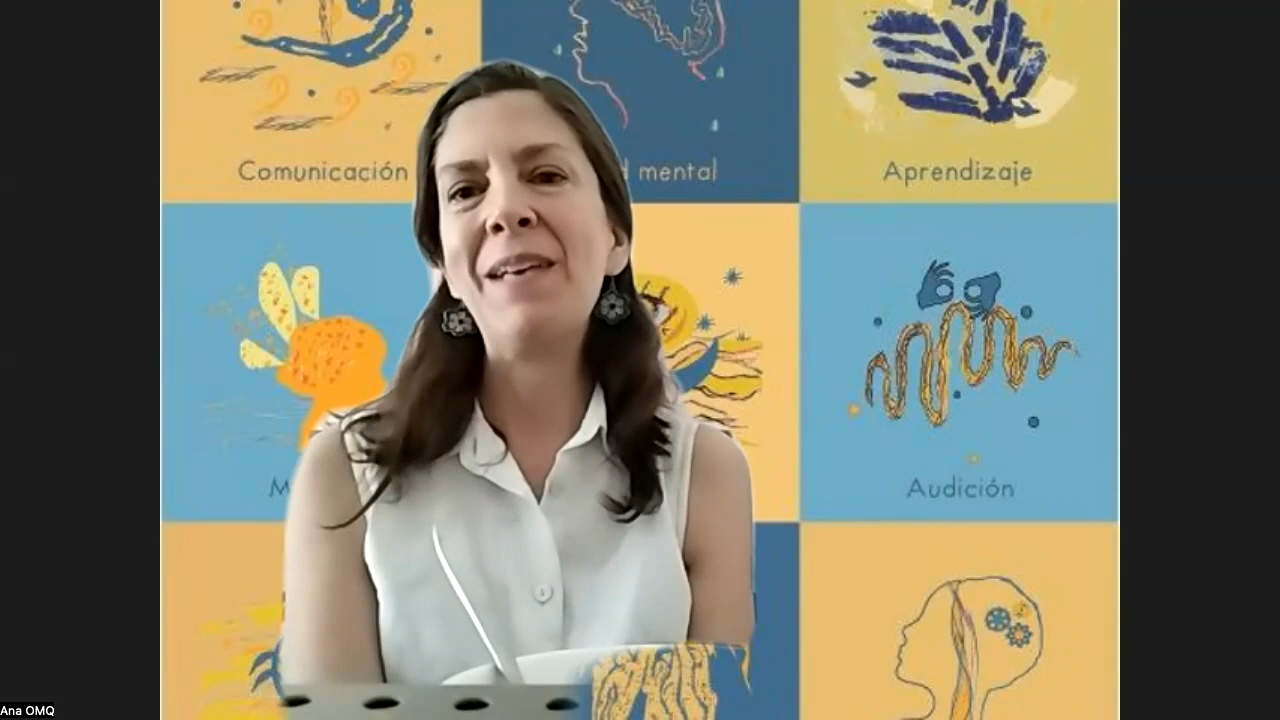 Comunicación
mental
Aprendizaje
Audición
Ana OMQ